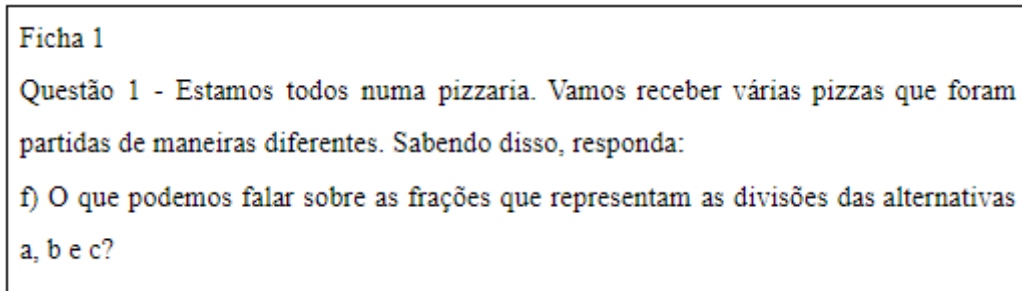 Ficha 1
Questão 1 - Estamos todos numa pizzaria. Vamos receber várias pizzas que foram
partidas de maneiras diferentes. Sabendo disso, responda:
f) O que podemos falar sobre as frações que representam as divisões das alternativas
a, b e c?